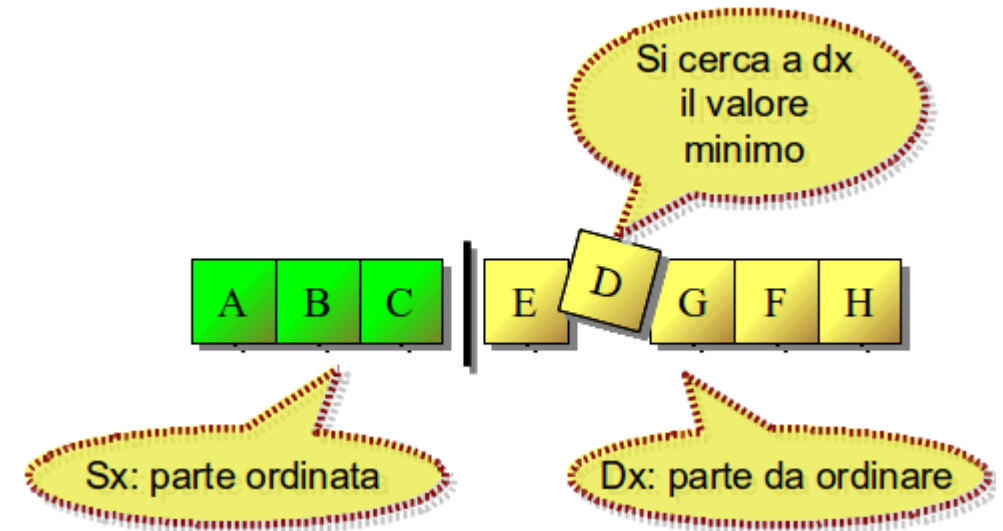 Si cerca a dx
il valore
minimo
A B C E D G F H
Sx: parte ordinata
Dx: parte da ordinare